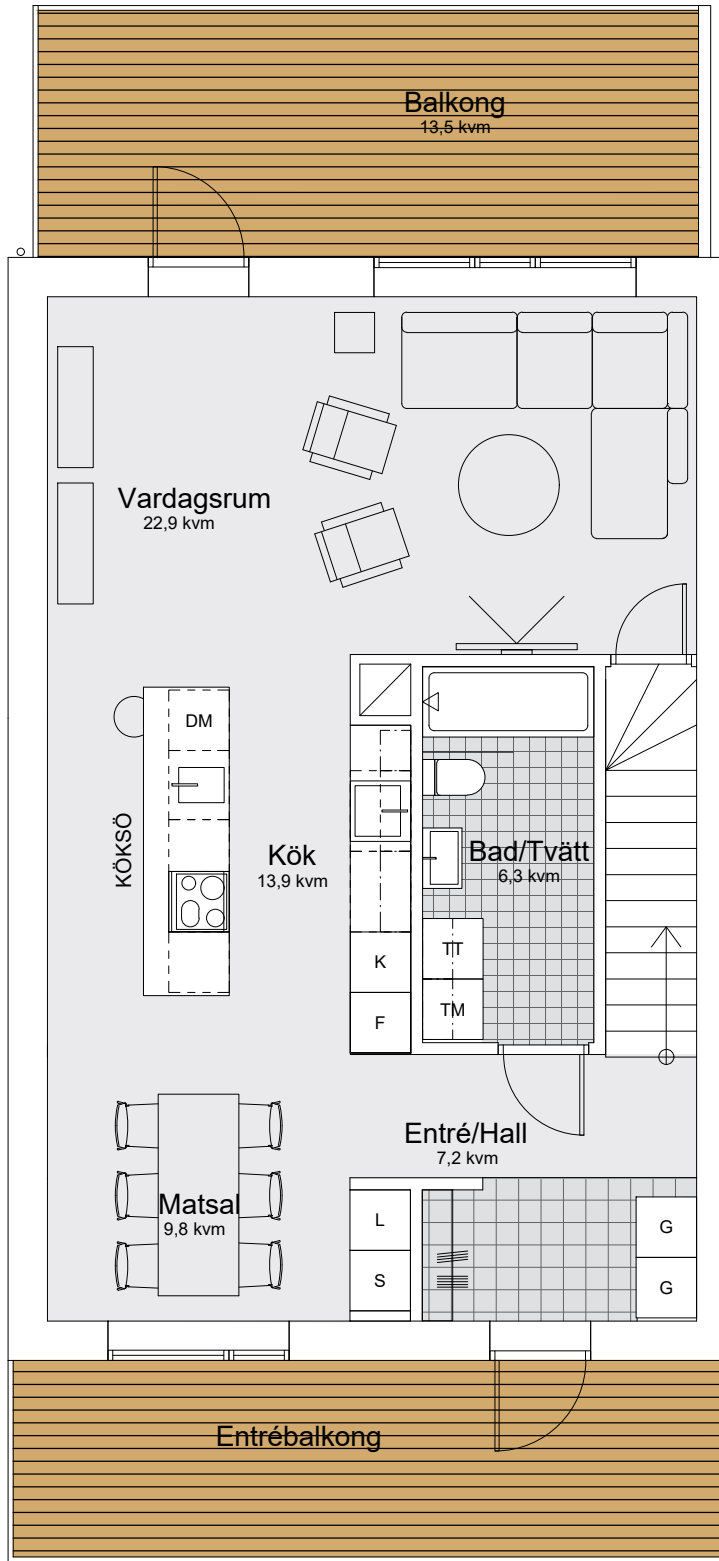 Balkong
13,5 kvm
Vardagsrum
22,9 kvm
DM
KÖKSÖ
Kök
13,9 kvm
Bad/Tvätt
6,3 kvm
K
TT
F
TM
Entré/Hall
7,2 kvm
Matsal
9,8 kvm
L
G
S
G
Entrébalkong